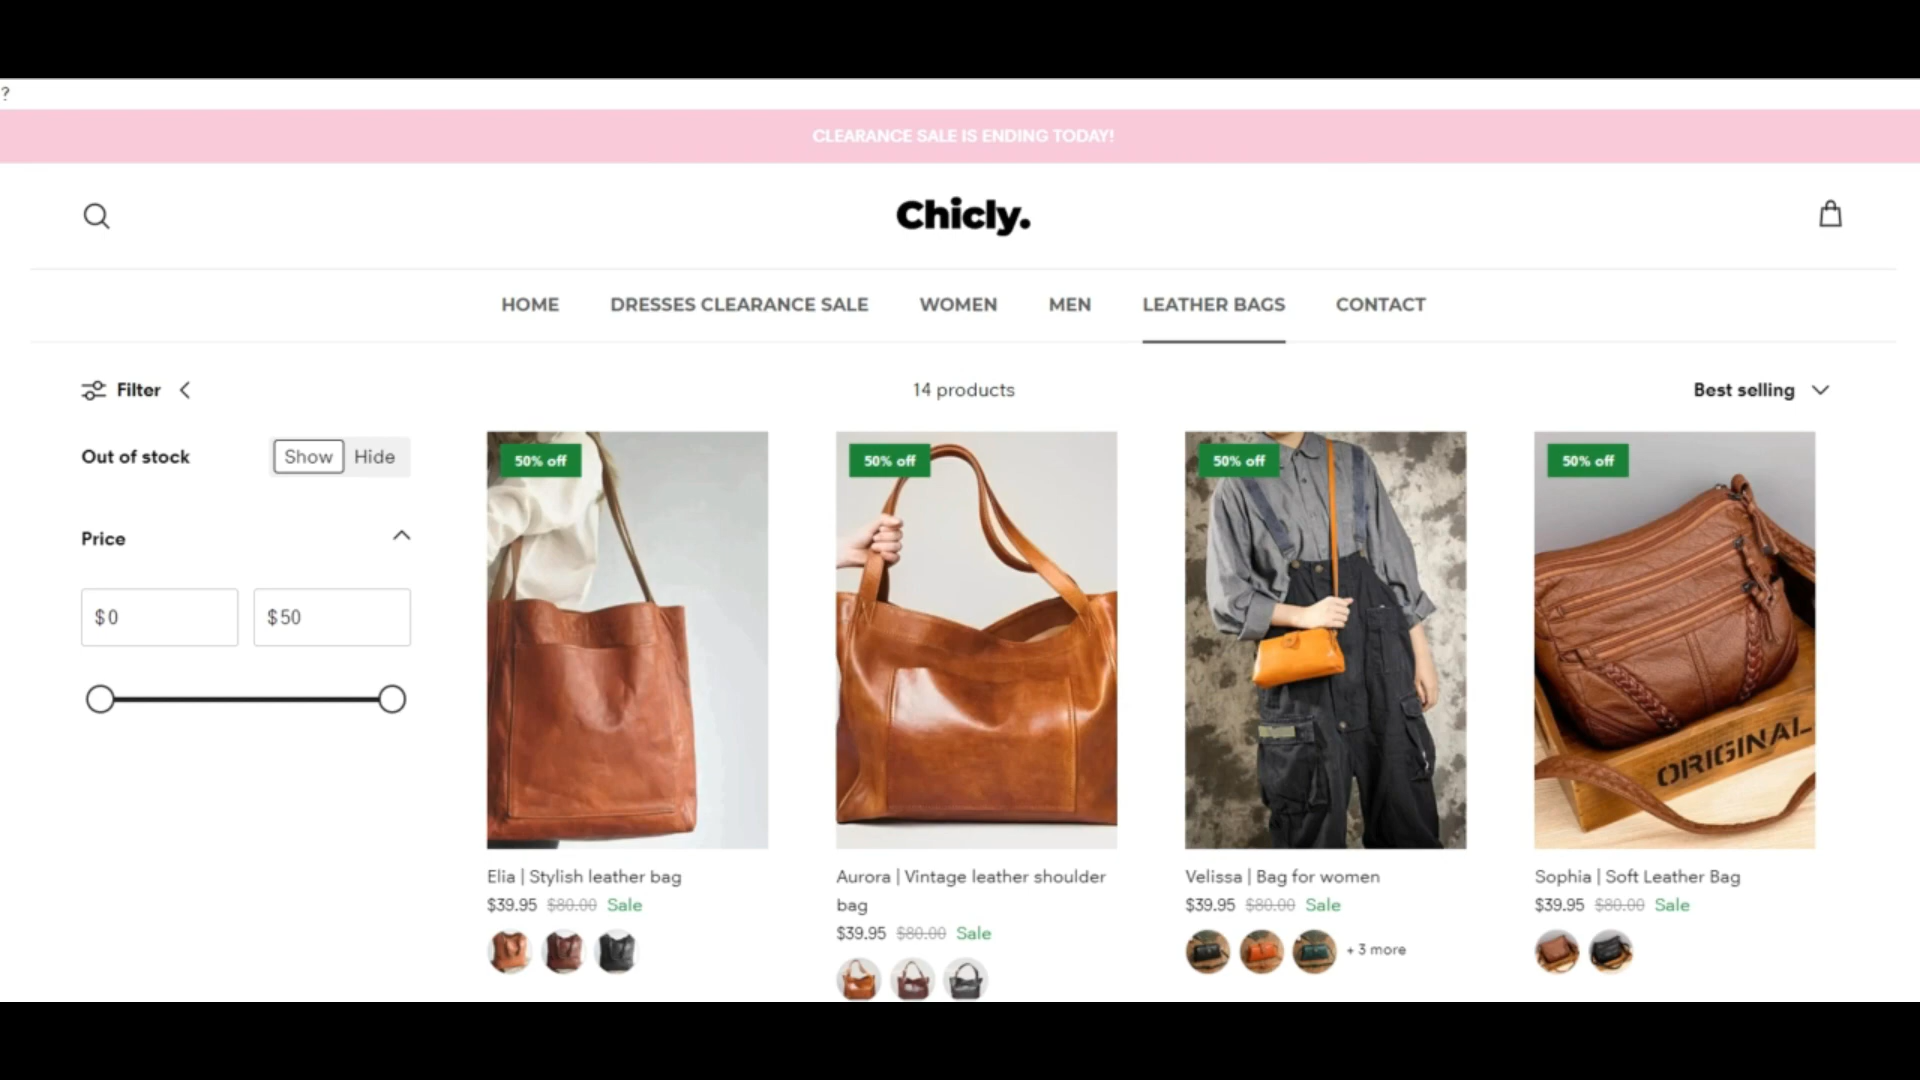 ?
CLEARANCE SALE IS ENDING TODAY!
Chicly.
HOME DRESSES CLEARANCE SALE WOMEN MEN LEATHER BAGS CONTACT
Filter
14 products
Best selling
Out of stock Show Hide
Price
$0 $50
50% off
50% off
50% off
50% off
ORIGINAL
Elia | Stylish leather bag
$39.95 $80.00 Sale
Aurora | Vintage leather shoulder
bag
$39.95 $80.00 Sale
Velissa | Bag for women
$39.95 $80.00 Sale
+ 3 more
Sophia | Soft Leather Bag
$39.95 $80.00 Sale